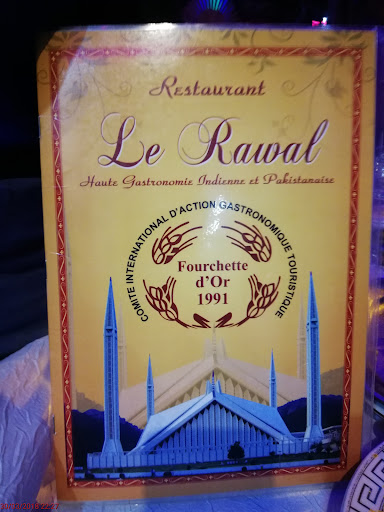 Restaurant
Le Rawal
Haute Gastronomie Indienne et Pakistanaise
COMITE INTERNATIONAL D'ACTION GASTRONOMIQUE TOURISTIQUE
Fourchette
d'Or
1991